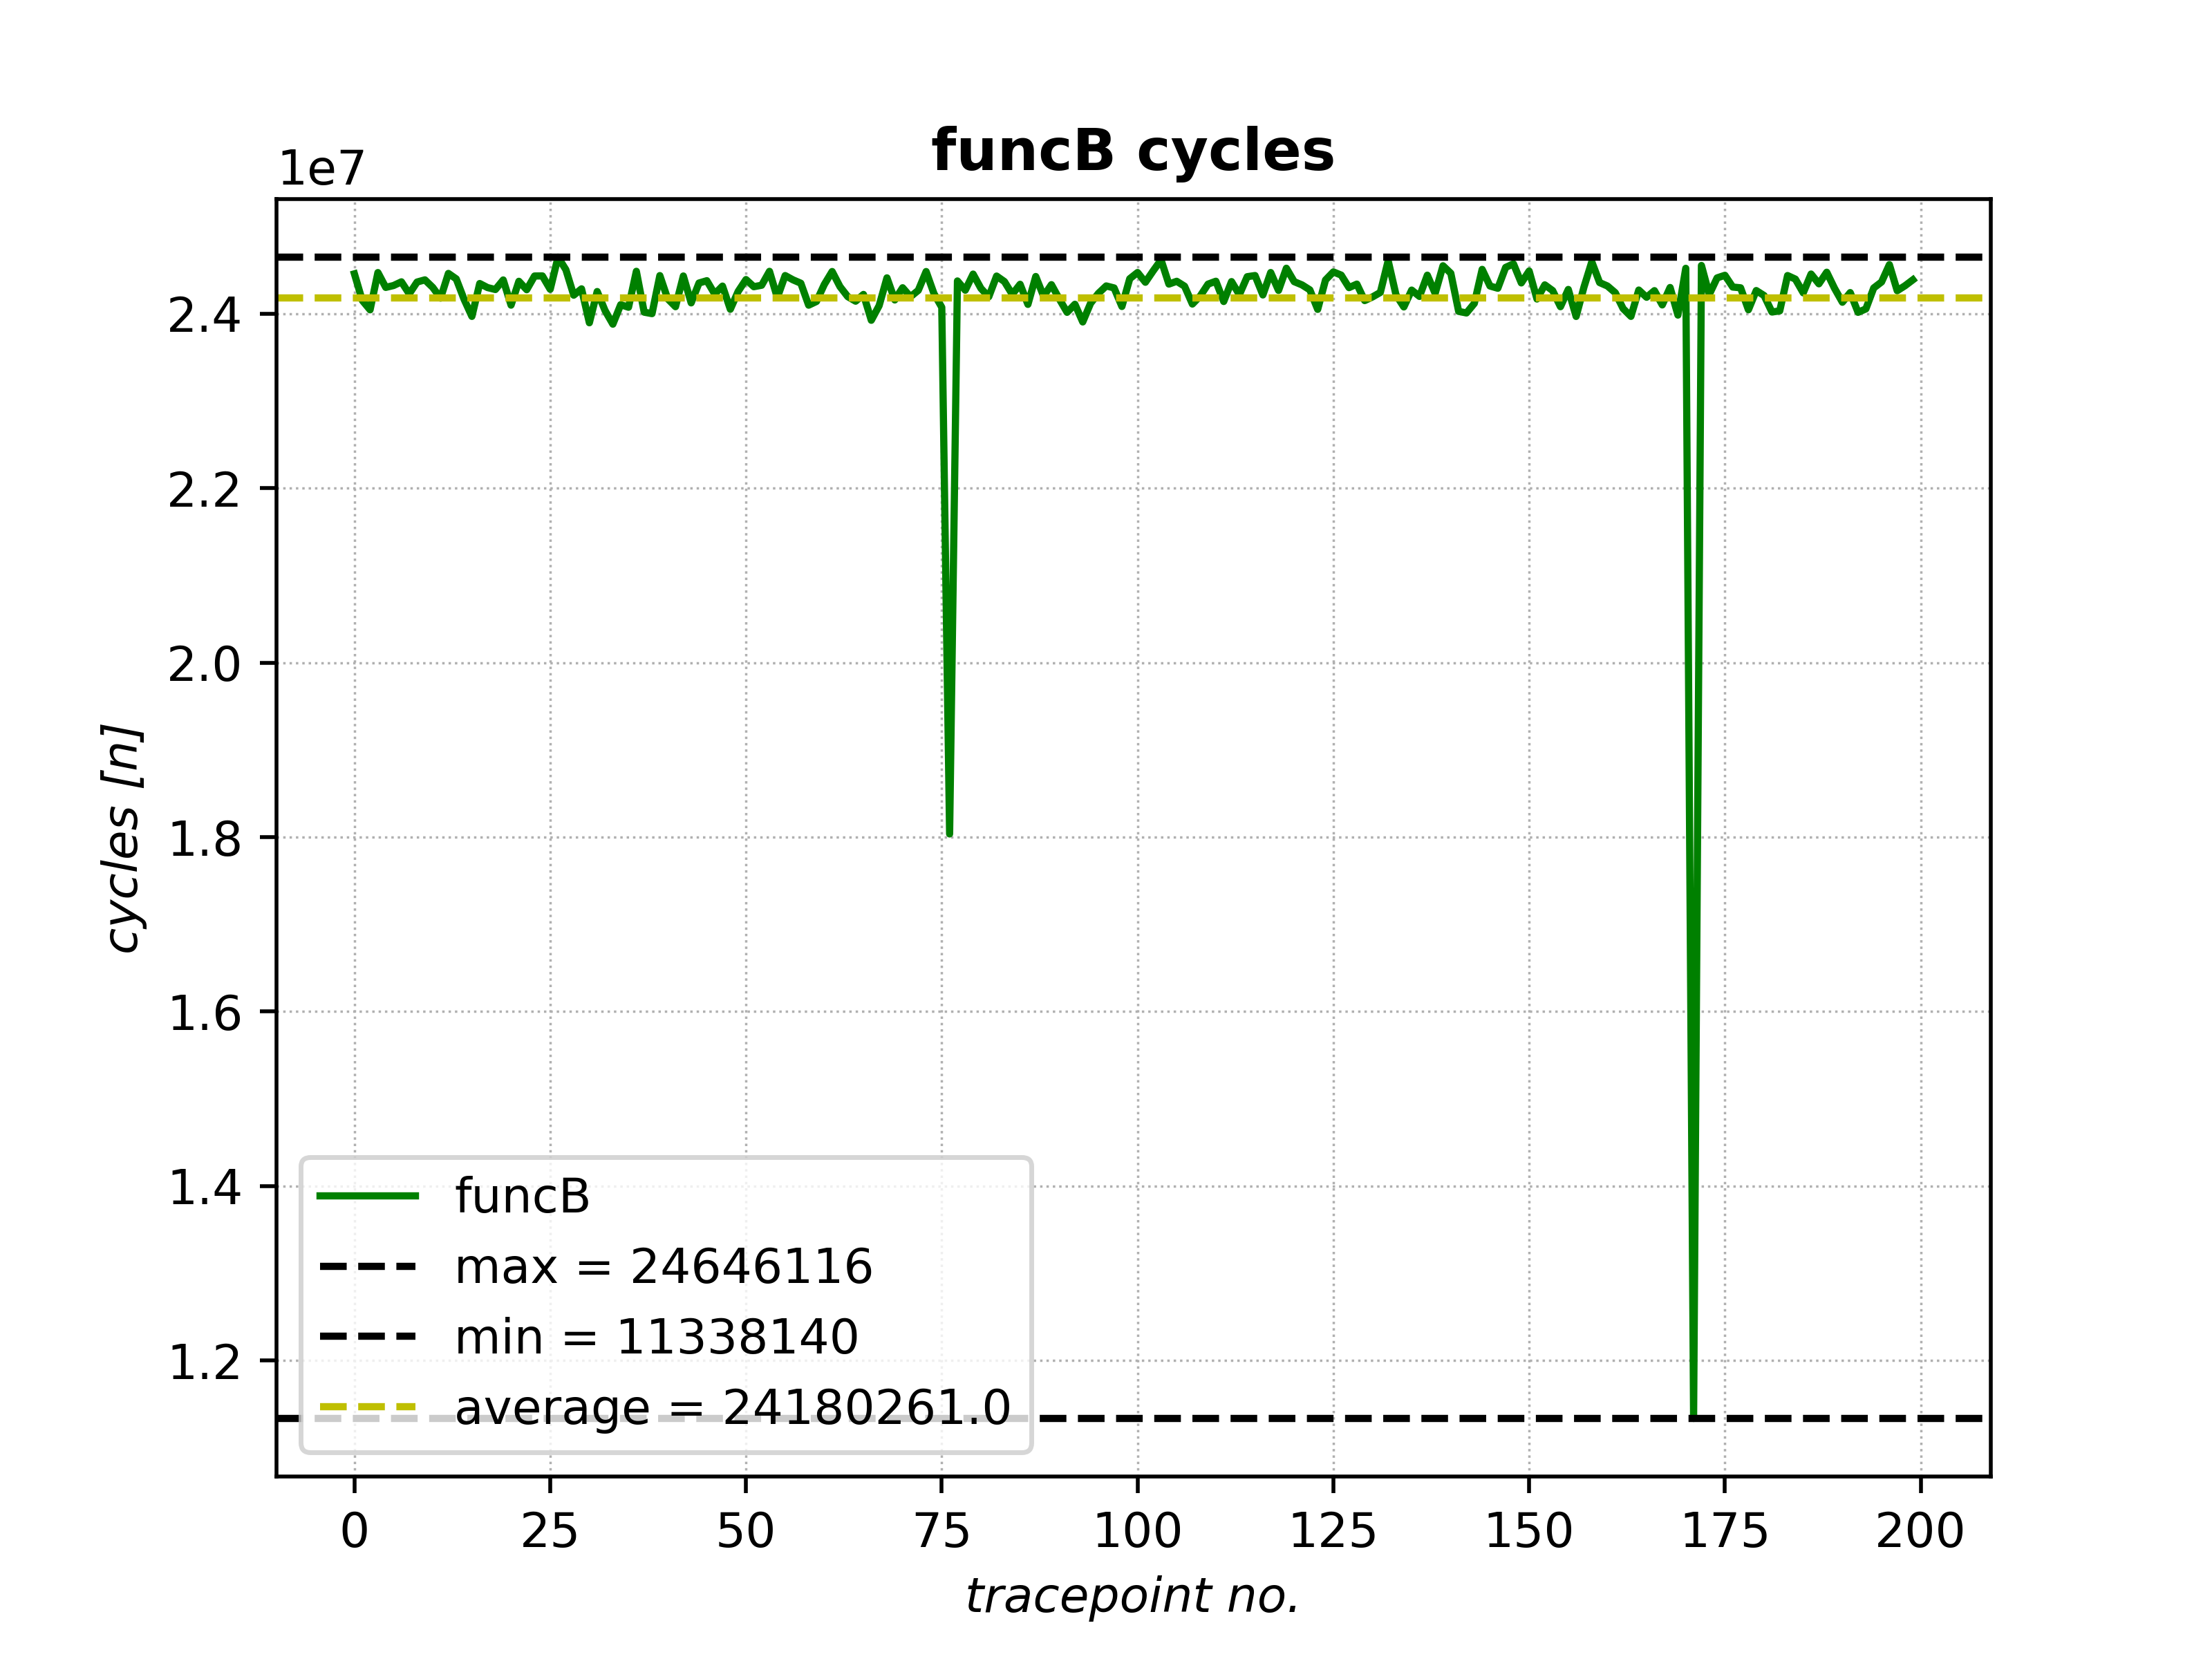 funcB cycles
1e7
2.4
2.2
2.0
1.8
1.6
1.4
1.2
cycles [n]
funcB
max = 24646116
min = 11338140
average = 24180261.0
0 25 50 75 100 125 150 175 200
tracepoint no.